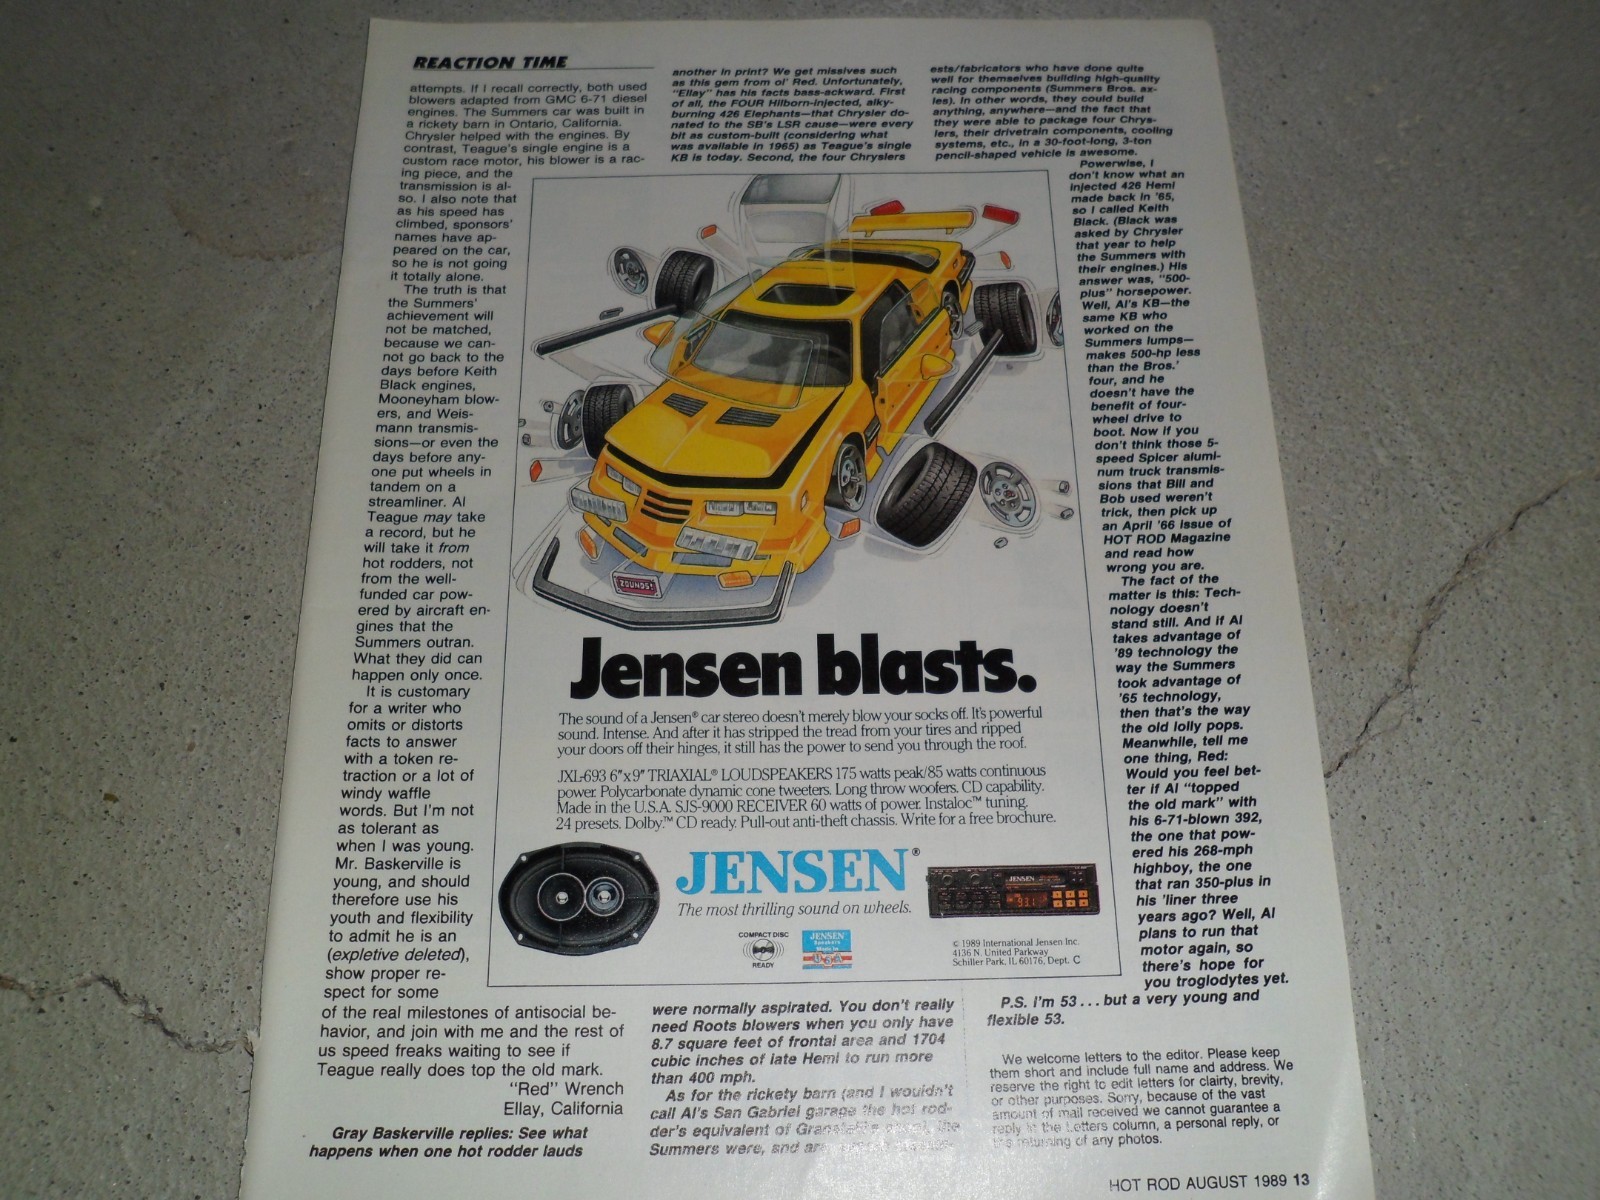 REACTION TIME
attempts. If I recall correctly, both used
blowers adapted from GMC 6-71 diesel
engines. The Summers car was built in
a rickety barn in Ontario, California.
Chrysler helped with the engines. By
contrast, Teague's single engine is a
custom race motor, his blower is a rac-
ing piece, and the
transmission is al-
so. I also note that
as his speed has
climbed, sponsors'
names have ap-
peared on the car,
so he is not going
it totally alone.
The truth is that
the Summers'
achievement will
not be matched,
because we can-
not go back to the
days before Keith
Black engines,
Mooneyham blow-
ers, and Weis-
mann transmis-
sions—or even the
days before any-
one put wheels in
tandem on a
streamliner. Al
Teague may take
a record, but he
will take it from
hot rodders, not
from the well-
funded car pow-
ered by aircraft en-
gines that the
Summers outran.
What they did can
happen only once.
It is customary
for a writer who
omits or distorts
facts to answer
with a token re-
traction or a lot of
windy waffle
words. But I'm not
as tolerant as
when I was young.
Mr. Baskerville is
young, and should
therefore use his
youth and flexibility
to admit he is an
(expletive deleted),
show proper re-
spect for some
of the real milestones of antisocial be-
havior, and join with me and the rest of
us speed freaks waiting to see if
Teague really does top the old mark.
"Red" Wrench
Ellay, California
Gray Baskerville replies: See what
happens when one hot rodder lauds
another in print? We get missives such
as this gem from ol' Red. Unfortunately,
"Ellay" has his facts bass-ackward. First
of all, the FOUR Hilborn-injected, alky-
burning 426 Elephants—that Chrysler do-
nated to the SB's LSR cause—were every
bit as custom-built (considering what
was available in 1965) as Teague's single
KB is today. Second, the four Chryslers
were normally aspirated. You don't really
need Roots blowers when you only have
8.7 square feet of frontal area and 1704
cubic inches of late Hemi to run more
than 400 mph.
As for the rickety barn (and I wouldn't
call Al's San Gabriel garage the hot rod-
der's equivalent of
Summers were, and
ests/fabricators who have done quite
well for themselves building high-quality
racing components (Summers Bros. ax-
les). In other words, they could build
anything, anywhere—and the fact that
they were able to package four Chrys-
lers, their drivetrain components, cooling
systems, etc., in a 30-foot-long, 3-ton
pencil-shaped vehicle is awesome.
Powerwise, I
don't know what an
injected 426 Hemi
made back in '65,
so I called Keith
Black. (Black was
asked by Chrysler
that year to help
the Summers with
their engines.) His
answer was, "500-
plus" horsepower.
Well, Al's KB—the
same KB who
worked on the
Summers lumps—
makes 500-hp less
than the Bros.'
four, and he
doesn't have the
benefit of four-
wheel drive to
boot. Now if you
don't think those 5-
speed Spicer alumi-
num truck transmis-
sions that Bill and
Bob used weren't
trick, then pick up
an April '66 issue of
HOT ROD Magazine
and read how
wrong you are.
The fact of the
matter is this: Tech-
nology doesn't
stand still. And if Al
takes advantage of
'89 technology the
way the Summers
took advantage of
'65 technology,
then that's the way
the old lolly pops.
Meanwhile, tell me
one thing, Red:
Would you feel bet-
ter if Al "topped
the old mark" with
his 6-71-blown 392,
the one that pow-
ered his 268-mph
highboy, the one
that ran 350-plus in
his 'liner three
years ago? Well, Al
plans to run that
motor again, so
there's hope for
you troglodytes yet.
P.S. I'm 53...but a very young and
flexible 53.
We welcome letters to the editor. Please keep
them short and include full name and address. We
reserve the right to edit letters for clairty, brevity,
or other purposes. Sorry, because of the vast
amount of mail received we cannot guarantee a
reply in the Letters column, a personal reply, or
the returning of any photos.
ZOUNDS!
Jensen blasts.
The sound of a Jensen® car stereo doesn't merely blow your socks off. It's powerful
sound. Intense. And after it has stripped the tread from your tires and ripped
your doors off their hinges, it still has the power to send you through the roof.
JXL-693 6"x9" TRIAXIAL® LOUDSPEAKERS 175 watts peak/85 watts continuous
power. Polycarbonate dynamic cone tweeters. Long throw woofers. CD capability.
Made in the U.S.A. SJS-9000 RECEIVER 60 watts of power. Instaloc™ tuning.
24 presets. Dolby.™ CD ready. Pull-out anti-theft chassis. Write for a free brochure.
JENSEN®
The most thrilling sound on wheels.
COMPACT DISC
READY
JENSEN
Speakers
Made in
USA
JENSEN
93.1
© 1989 International Jensen Inc.
4136 N. United Parkway
Schiller Park, IL 60176, Dept. C
HOT ROD AUGUST 1989 13